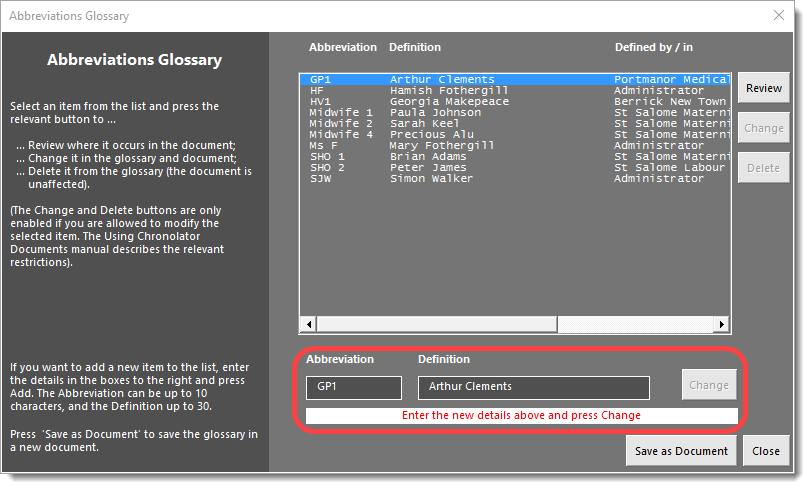 Abbreviations Glossary
Abbreviations Glossary
Select an item from the list and press the
relevant button to ...
... Review where it occurs in the document;
... Change it in the glossary and document;
... Delete it from the glossary (the document is
unaffected).
(The Change and Delete buttons are only
enabled if you are allowed to modify the
selected item. The Using Chronolator
Documents manual describes the relevant
restrictions).
If you want to add a new item to the list, enter
the details in the boxes to the right and press
Add. The Abbreviation can be up to 10
characters, and the Definition up to 30.
Press 'Save as Document' to save the glossary in
a new document.
Abbreviation Definition Defined by / in
GP1 Arthur Clements Portmanor Medical
HF Hamish Fothergill Administrator
HV1 Georgia Makepeace Berrick New Town
Midwife 1 Paula Johnson St Salome Materni
Midwife 2 Sarah Keel St Salome Materni
Midwife 4 Precious Alu St Salome Materni
Ms F Mary Fothergill Administrator
SHO 1 Brian Adams St Salome Materni
SHO 2 Peter James St Salome Labour
SJW Simon Walker Administrator
Review
Change
Delete
Abbreviation Definition
GP1 Arthur Clements Change
Enter the new details above and press Change
Save as Document Close